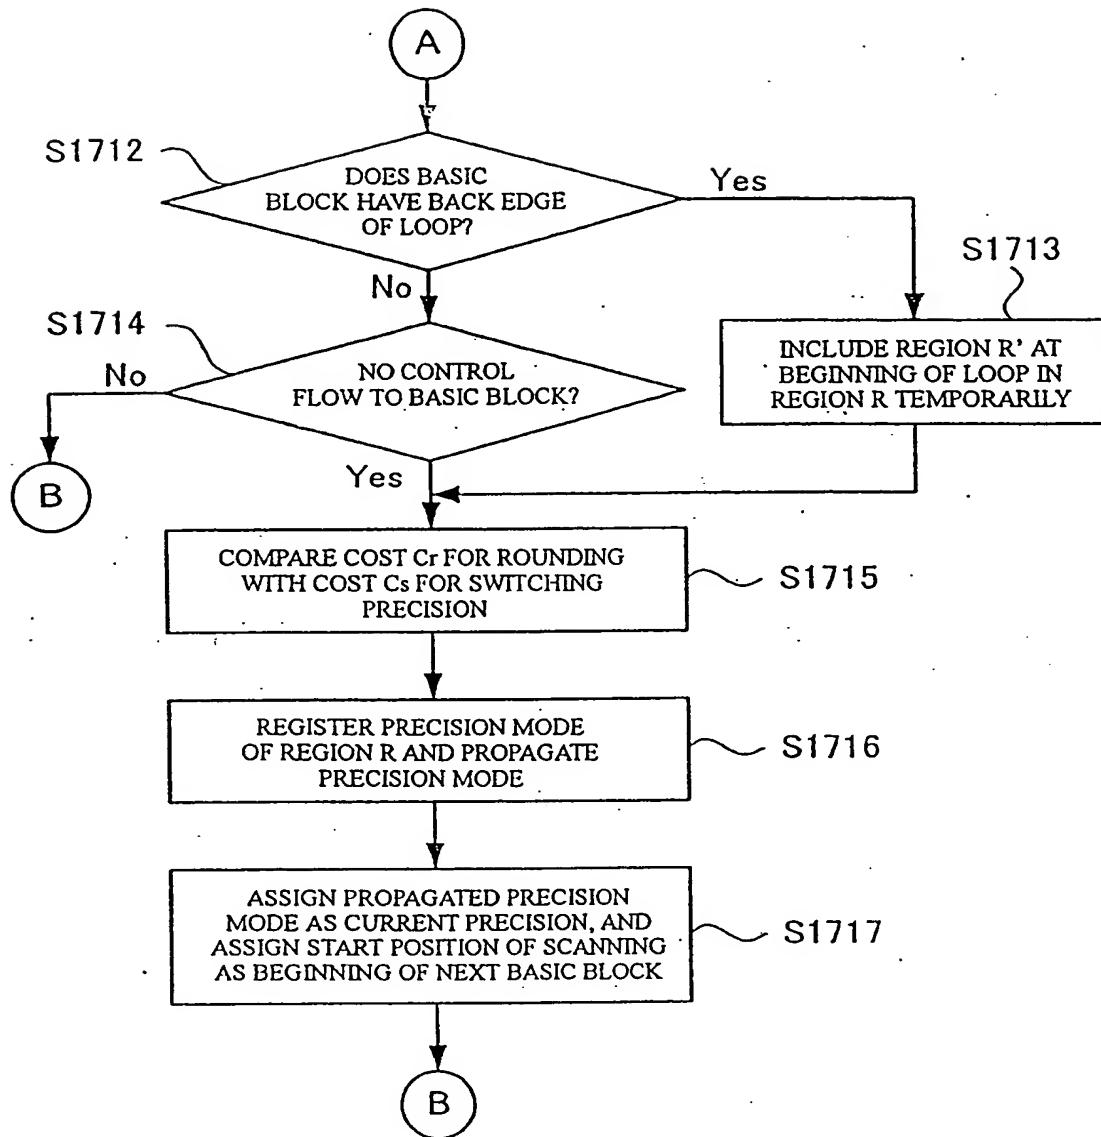 A
S1712
DOES BASIC
BLOCK HAVE BACK EDGE
OF LOOP?
Yes
No
S1713
INCLUDE REGION R' AT
BEGINNING OF LOOP IN
REGION R TEMPORARILY
S1714
NO CONTROL
FLOW TO BASIC BLOCK?
No
B
Yes
COMPARE COST Cr FOR ROUNDING
WITH COST Cs FOR SWITCHING
PRECISION
S1715
REGISTER PRECISION MODE
OF REGION R AND PROPAGATE
PRECISION MODE
S1716
ASSIGN PROPAGATED PRECISION
MODE AS CURRENT PRECISION, AND
ASSIGN START POSITION OF SCANNING
AS BEGINNING OF NEXT BASIC BLOCK
S1717
B